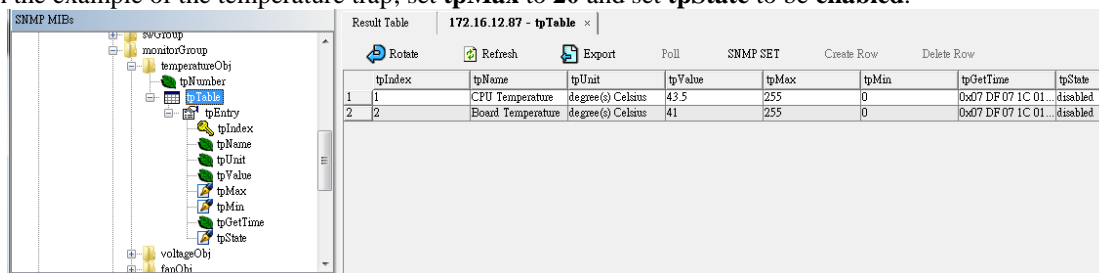 the example of the temperature trap, set tpMax to 20 and set tpState to be enabled.
SNMP MIBs
swGroup
monitorGroup
temperatureObj
tpNumber
tpTable
tpEntry
tpIndex
tpName
tpUnit
tpValue
tpMax
tpMin
tpGetTime
tpState
voltageObj
fanObj
Result Table 172.16.12.87 - tpTable ×
Rotate Refresh Export Poll SNMP SET Create Row Delete Row
tpIndex tpName tpUnit tpValue tpMax tpMin tpGetTime tpState
1 1 CPU Temperature degree(s) Celsius 43.5 255 0 0x07 DF 07 1C 01... disabled
2 2 Board Temperature degree(s) Celsius 41 255 0 0x07 DF 07 1C 01... disabled